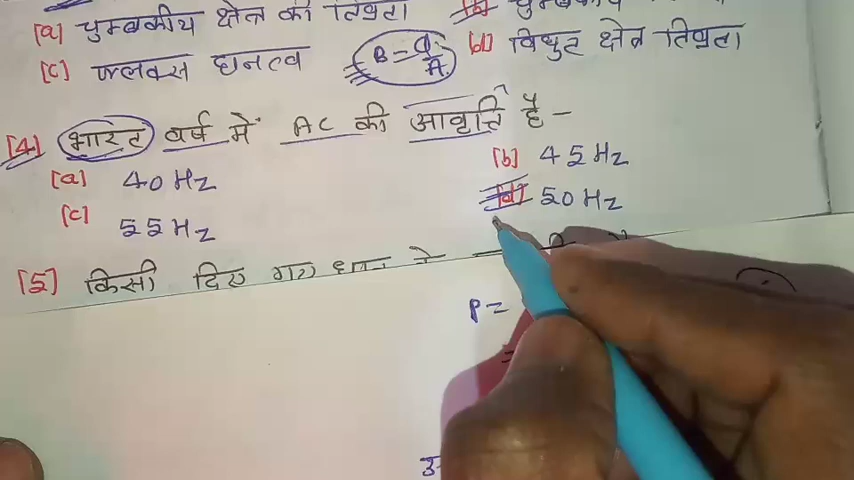 [a] चुम्बकीय क्षेत्र की तिव्रता [b] चुम्बकीय
[c] फ्लक्स घनत्व B = Φ/A [d] विधुत क्षेत्र तिव्रता
[4] भारत वर्ष में AC की आवृत्ति है -
[a] 40 Hz [b] 45 Hz
[c] 55 Hz [d] 50 Hz
[5] किसी दिए गए
P =